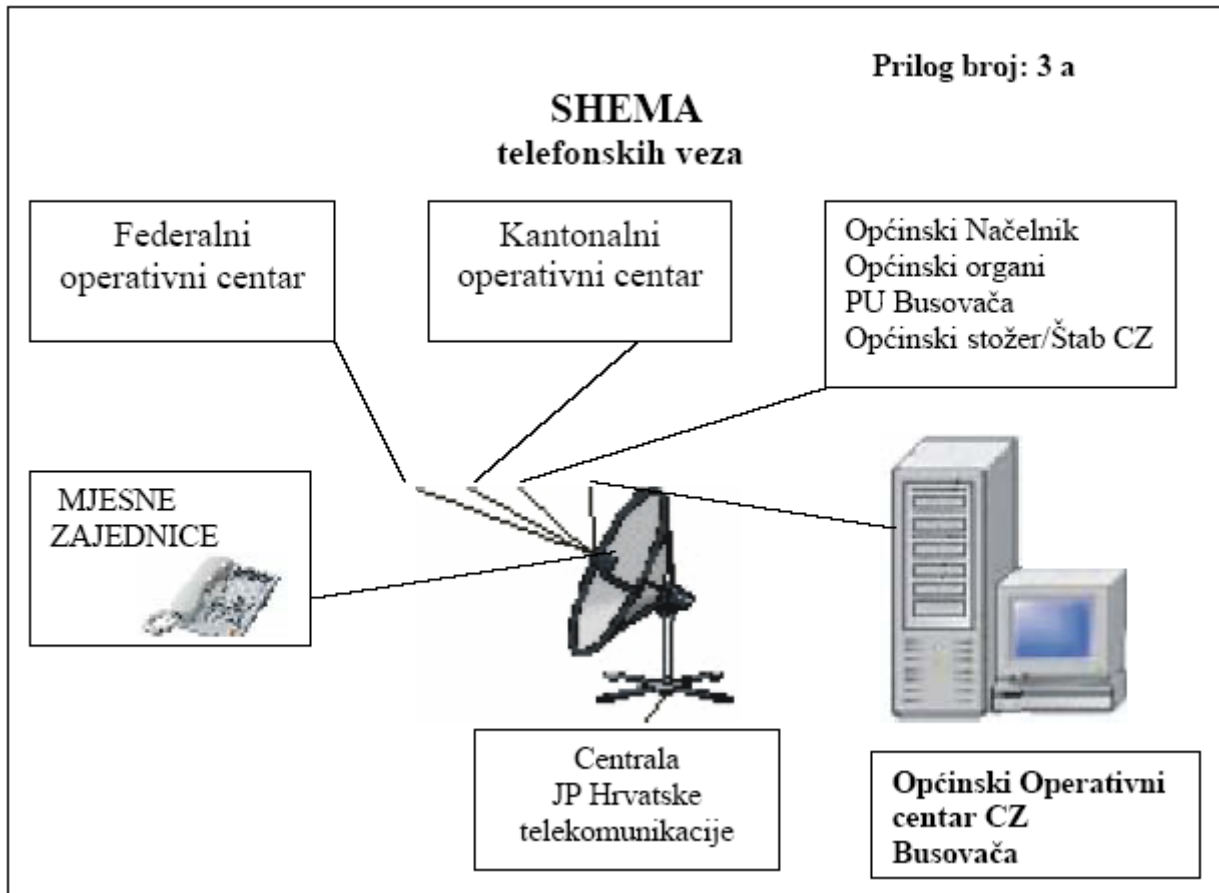 Prilog broj: 3 a
SHEMA
telefonskih veza
Federalni
operativni centar
Kantonalni
operativni centar
Općinski Načelnik
Općinski organi
PU Busovača
Općinski stožer/Štab CZ
MJESNE
ZAJEDNICE
Centrala
JP Hrvatske
telekomunikacije
Općinski Operativni
centar CZ
Busovača